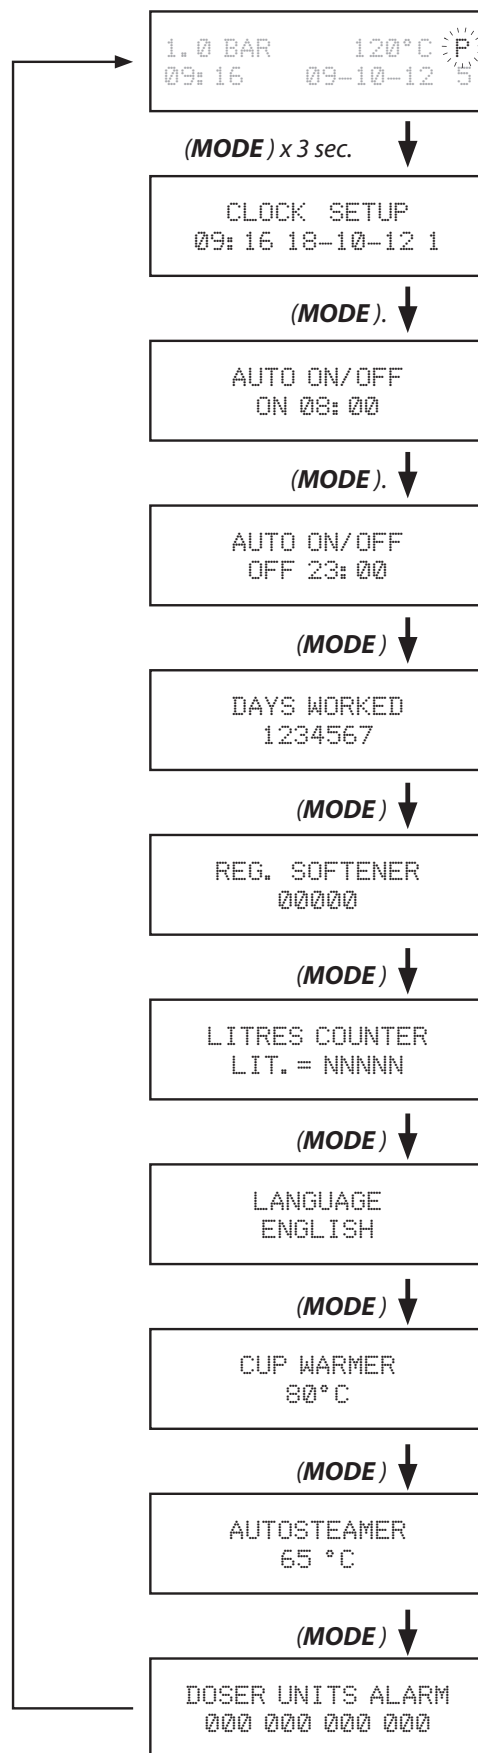 1.0 BAR 120°C P
09:16 09-10-12 5
(MODE) x 3 sec.
CLOCK SETUP
09:16 18-10-12 1
(MODE).
AUTO ON/OFF
ON 08:00
(MODE).
AUTO ON/OFF
OFF 23:00
(MODE)
DAYS WORKED
1234567
(MODE)
REG. SOFTENER
00000
(MODE)
LITRES COUNTER
LIT. = NNNNN
(MODE)
LANGUAGE
ENGLISH
(MODE)
CUP WARMER
80°C
(MODE)
AUTOSTEAMER
65 °C
(MODE)
DOSER UNITS ALARM
000 000 000 000